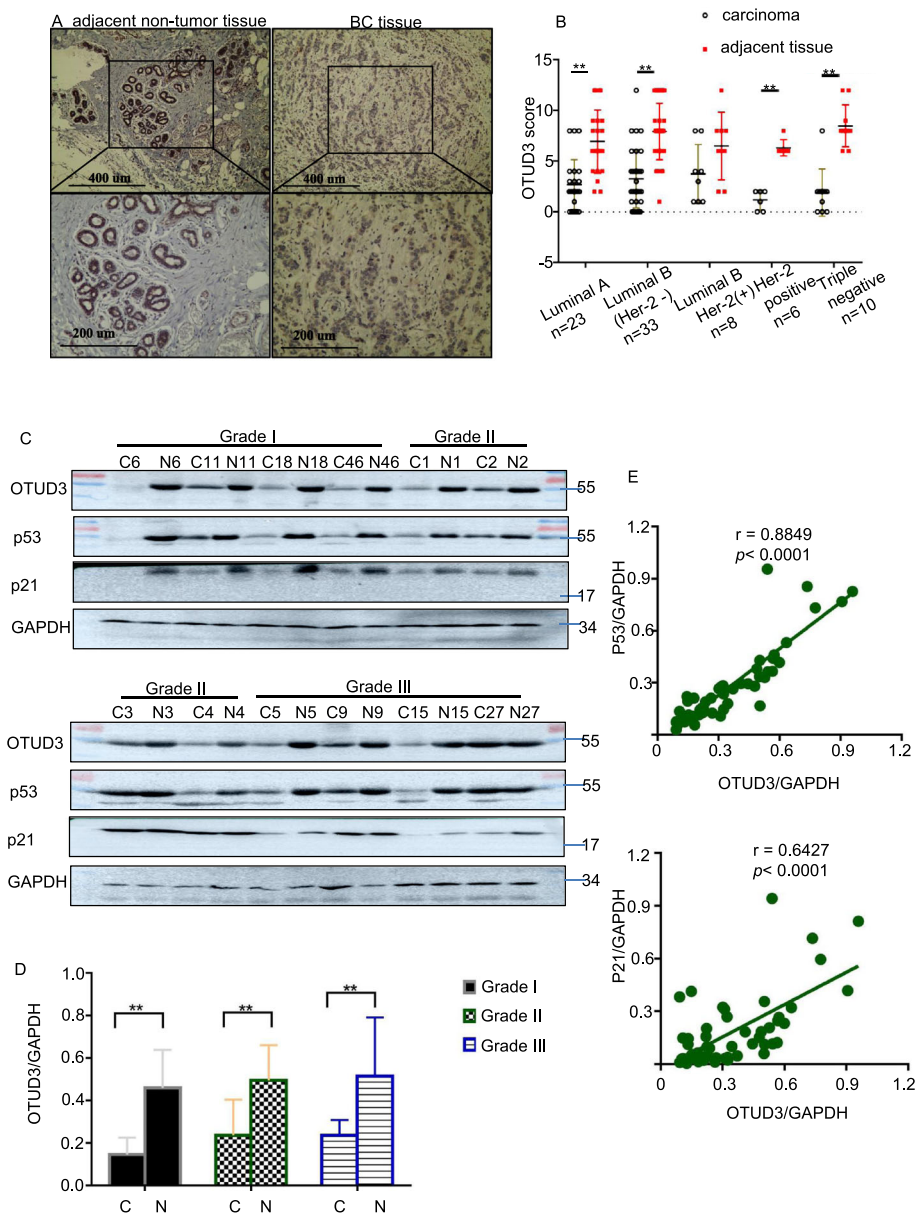 A adjacent non-tumor tissue BC tissue
400 um 400 um
200 um 200 um
B
carcinoma
adjacent tissue
** ** ** **
OTUD3 score
15
10
5
0
-5
Luminal A
n=23
Luminal B
(Her-2 -)
n=33
Luminal B
Her-2(+)
n=8
Her-2
positive
n=6
Triple
negative
n=10
C
Grade I Grade II
C6 N6 C11 N11 C18 N18 C46 N46 C1 N1 C2 N2
OTUD3 55
p53 55
p21 17
GAPDH 34
Grade II Grade III
C3 N3 C4 N4 C5 N5 C9 N9 C15 N15 C27 N27
OTUD3 55
p53 55
p21 17
GAPDH 34
D
OTUD3/GAPDH
1.0
0.8
0.6
0.4
0.2
0.0
** ** **
C N C N C N
Grade I
Grade II
Grade III
E
r = 0.8849
p< 0.0001
P53/GAPDH
1.2
0.9
0.6
0.3
0 0.3 0.6 0.9 1.2
OTUD3/GAPDH
r = 0.6427
p< 0.0001
P21/GAPDH
1.2
0.9
0.6
0.3
0 0.3 0.6 0.9 1.2
OTUD3/GAPDH